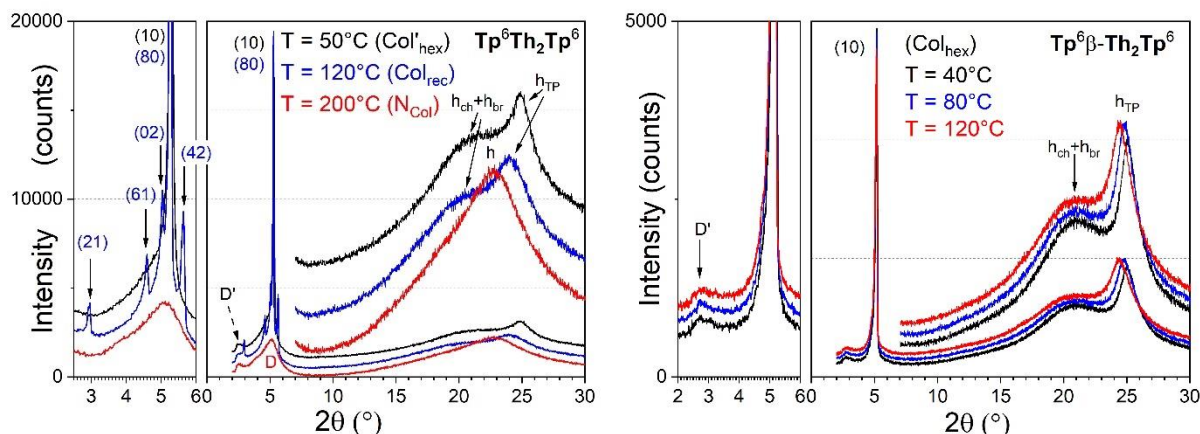 20000
10000
0
Intensity (counts)
(10)
(80)
(02)
(42)
(61)
(21)
2.5 3 4 5 6
(10)
(80)
T = 50°C (Col'hex)
T = 120°C (Colrec)
T = 200°C (NCol)
Tp⁶Th₂Tp⁶
hTP
hch+hbr
h
D'
D
0 5 10 15 20 25 30
2θ (°)
5000
0
Intensity (counts)
D'
2 3 4 5 6
(10)
(Colhex)
T = 40°C
T = 80°C
T = 120°C
Tp⁶β-Th₂Tp⁶
hTP
hch+hbr
0 5 10 15 20 25 30
2θ (°)